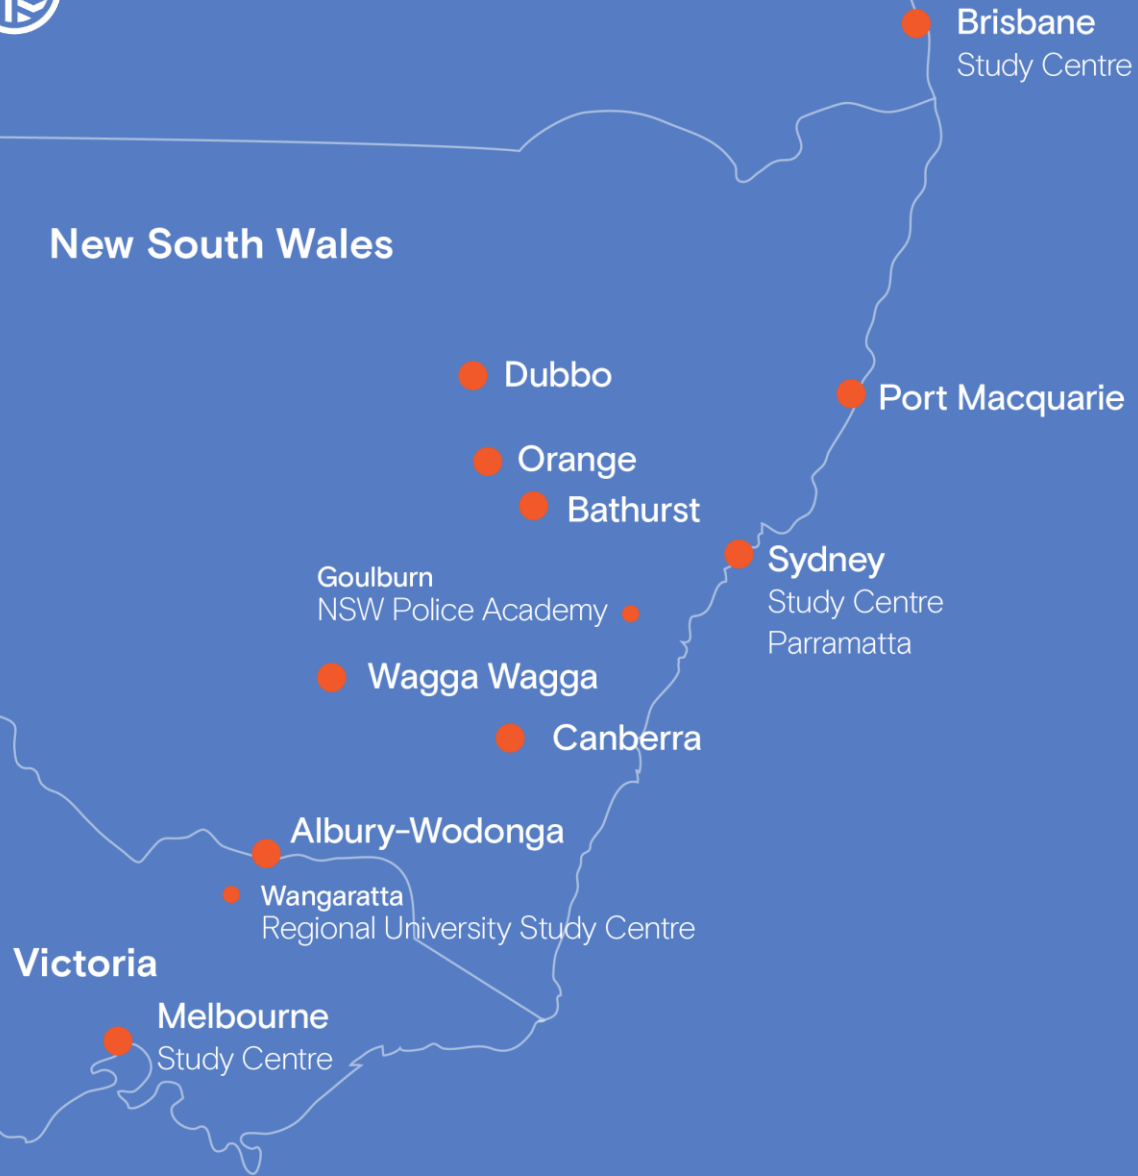 Brisbane
Study Centre
New South Wales
Dubbo
Port Macquarie
Orange
Bathurst
Sydney
Study Centre
Parramatta
Goulburn
NSW Police Academy
Wagga Wagga
Canberra
Albury-Wodonga
Wangaratta
Regional University Study Centre
Victoria
Melbourne
Study Centre